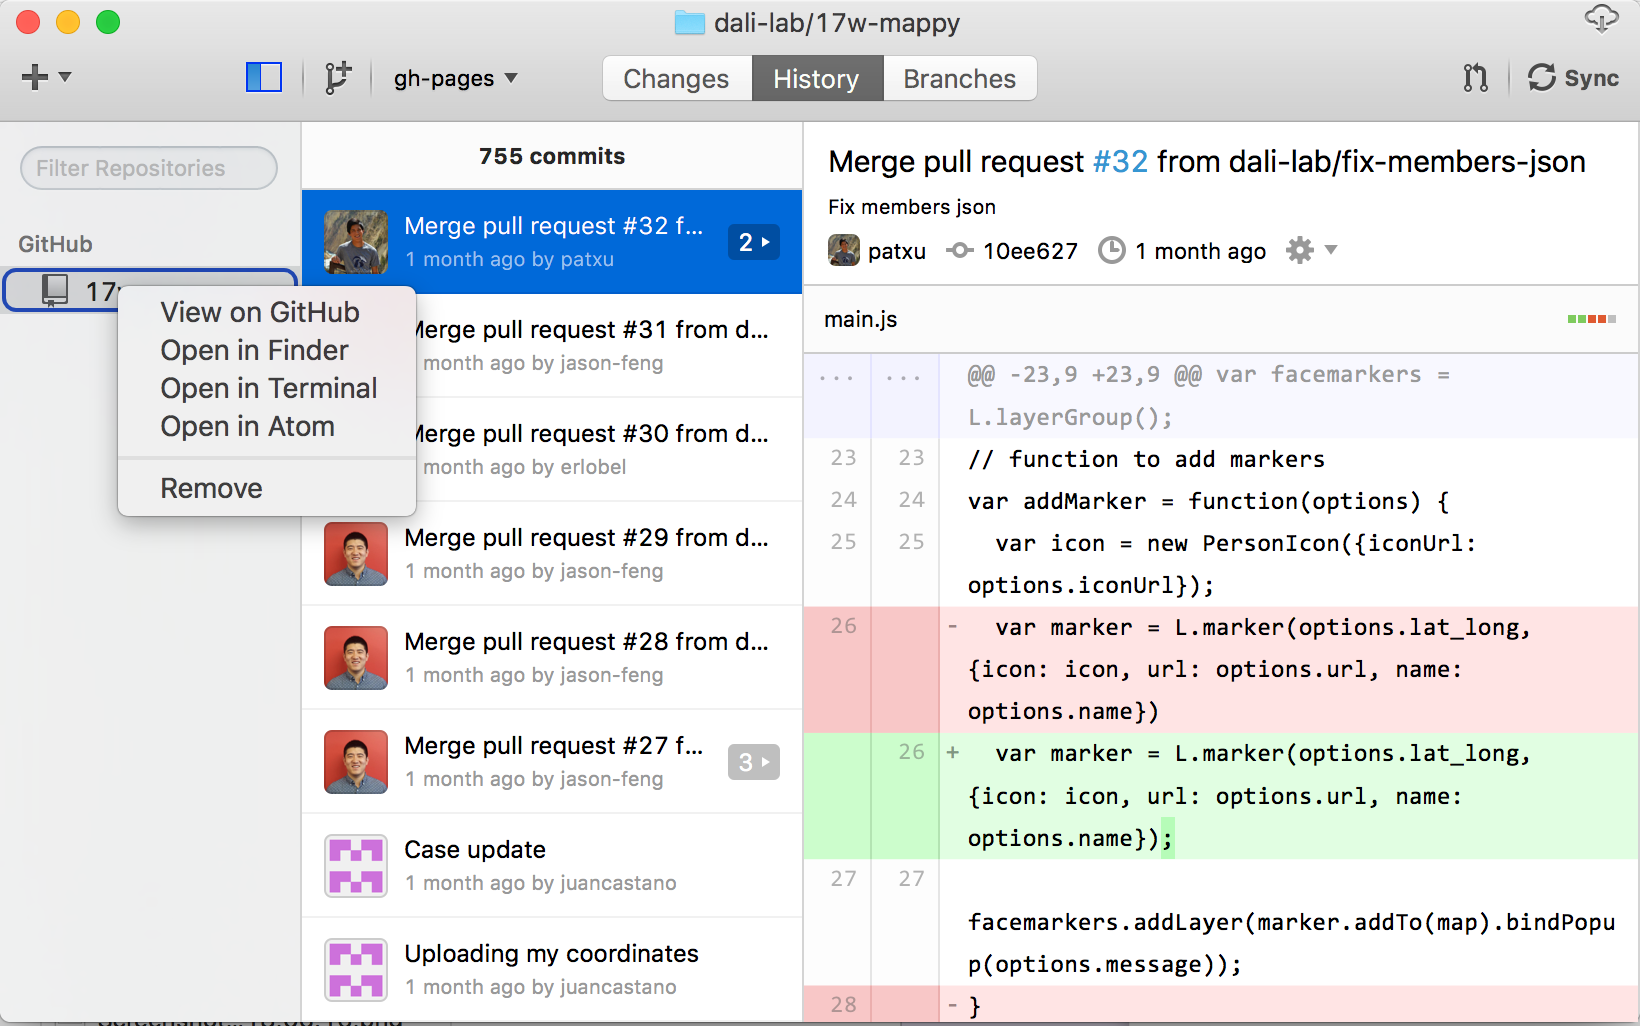 dali-lab/17w-mappy
gh-pages
Changes
History
Branches
Sync
Filter Repositories
GitHub
17
View on GitHub
Open in Finder
Open in Terminal
Open in Atom
Remove
755 commits
Merge pull request #32 f...
1 month ago by patxu
2
Merge pull request #31 from d...
month ago by jason-feng
Merge pull request #30 from d...
month ago by erlobel
Merge pull request #29 from d...
1 month ago by jason-feng
Merge pull request #28 from d...
1 month ago by jason-feng
Merge pull request #27 f...
1 month ago by jason-feng
3
Case update
1 month ago by juancastano
Uploading my coordinates
1 month ago by juancastano
Merge pull request #32 from dali-lab/fix-members-json
Fix members json
patxu 10ee627 1 month ago
main.js
... ... @@ -23,9 +23,9 @@ var facemarkers =
L.layerGroup();
23 23 // function to add markers
24 24 var addMarker = function(options) {
25 25 var icon = new PersonIcon({iconUrl:
options.iconUrl});
26 - var marker = L.marker(options.lat_long,
{icon: icon, url: options.url, name:
options.name})
26 + var marker = L.marker(options.lat_long,
{icon: icon, url: options.url, name:
options.name});
27 27
facemarkers.addLayer(marker.addTo(map).bindPopu
p(options.message));
28 - }